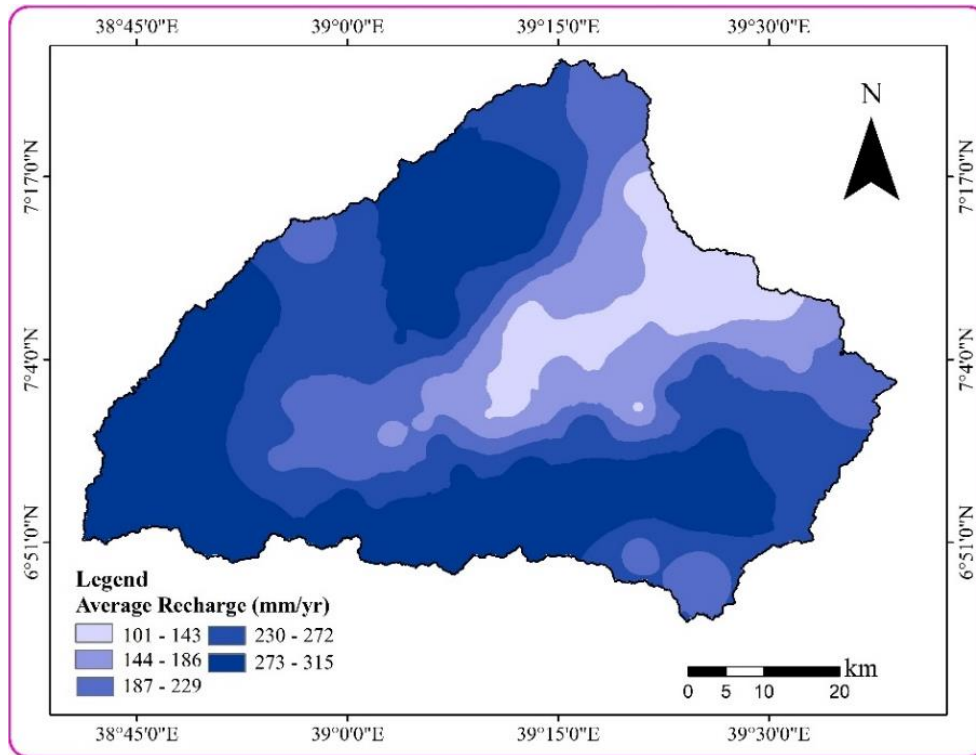 38°45'0"E 39°0'0"E 39°15'0"E 39°30'0"E
N
7°17'0"N 7°17'0"N
7°4'0"N 7°4'0"N
6°51'0"N 6°51'0"N
Legend
Average Recharge (mm/yr)
101 - 143 230 - 272
144 - 186 273 - 315
187 - 229
km
0 5 10 20
38°45'0"E 39°0'0"E 39°15'0"E 39°30'0"E